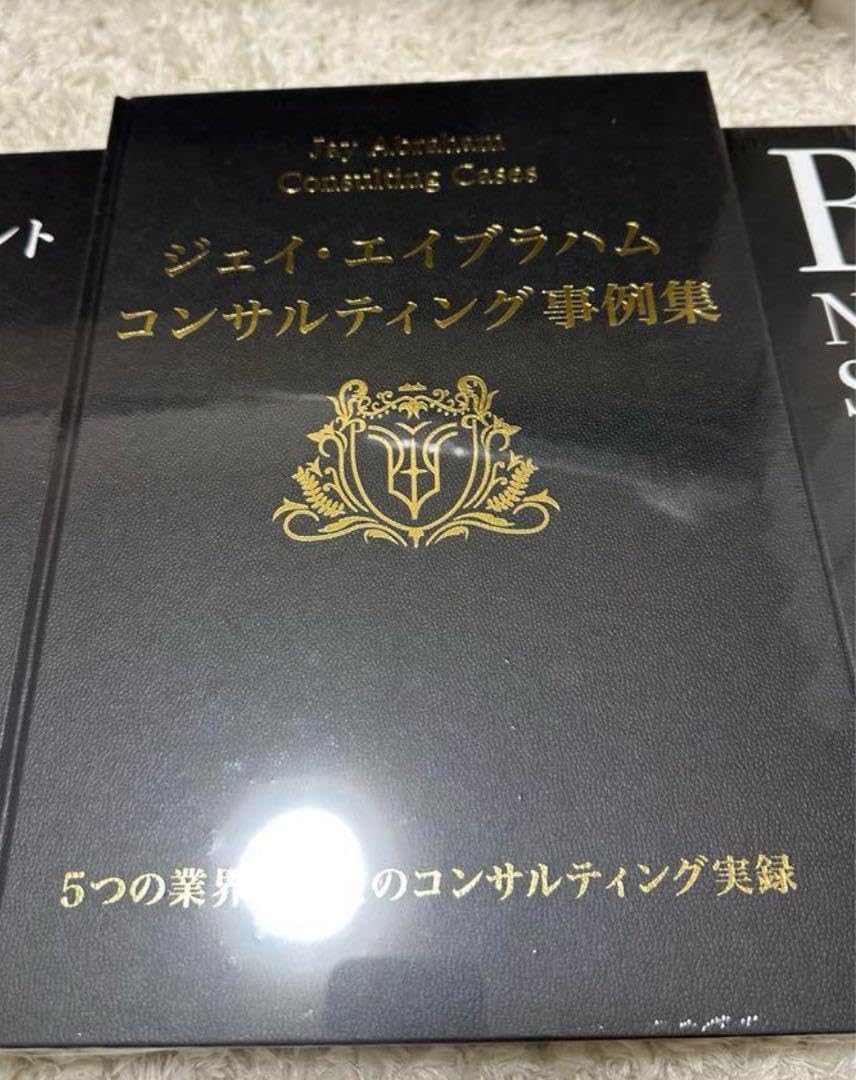 Jay Abraham
Consulting Cases
ジェイ・エイブラハム
コンサルティング事例集
5つの業界 のコンサルティング実録
ント
B
N
S